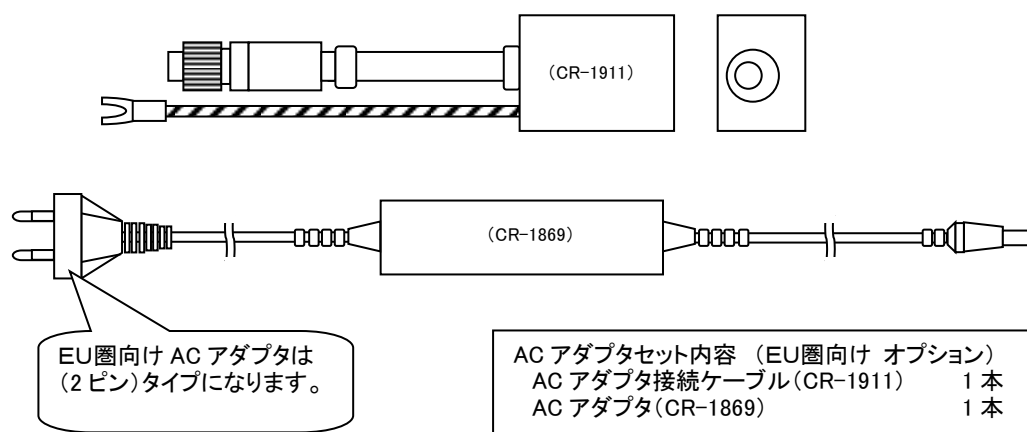 (CR-1911)
(CR-1869)
EU圏向け AC アダプタは
(2 ピン)タイプになります。
AC アダプタセット内容 (EU圏向け オプション)
AC アダプタ接続ケーブル(CR-1911) 1 本
AC アダプタ(CR-1869) 1 本